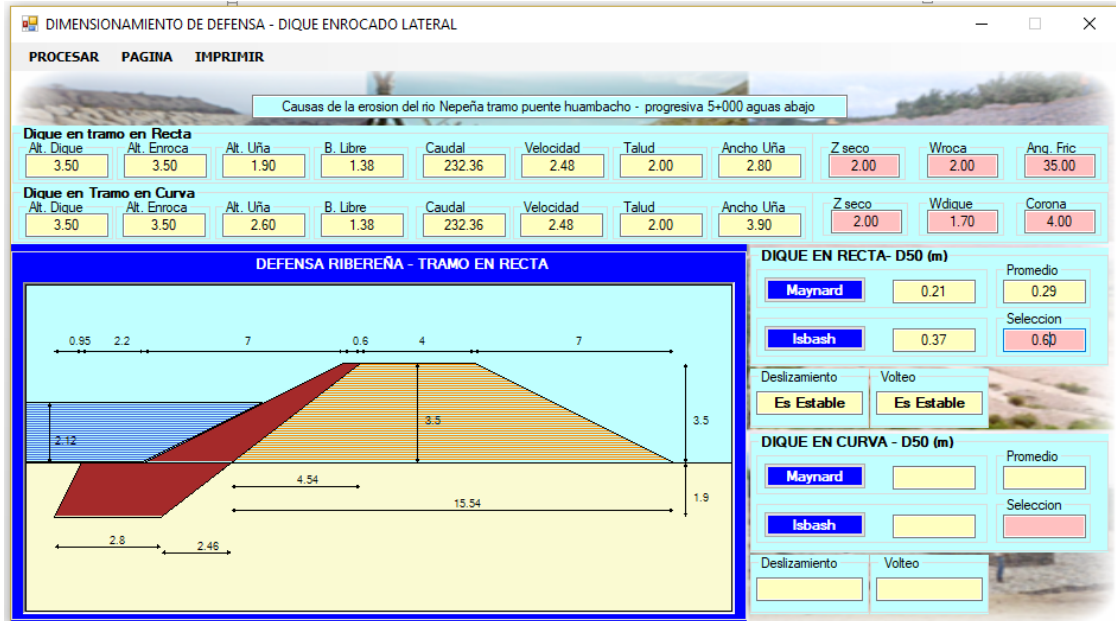 DIMENSIONAMIENTO DE DEFENSA - DIQUE ENROCADO LATERAL
PROCESAR PAGINA IMPRIMIR
Causas de la erosion del rio Nepeña tramo puente huambacho - progresiva 5+000 aguas abajo
Dique en tramo en Recta
Alt. Dique Alt. Enroca Alt. Uña B. Libre Caudal Velocidad Talud Ancho Uña Z seco Wroca Ang. Fric
3.50 3.50 1.90 1.38 232.36 2.48 2.00 2.80 2.00 2.00 35.00
Dique en Tramo en Curva
Alt. Dique Alt. Enroca Alt. Uña B. Libre Caudal Velocidad Talud Ancho Uña Z seco Wdique Corona
3.50 3.50 2.60 1.38 232.36 2.48 2.00 3.90 2.00 1.70 4.00
DEFENSA RIBEREÑA - TRAMO EN RECTA
0.95 2.2 7 0.6 4 7
3.5 3.5
2.12
4.54
15.54 1.9
2.8 2.46
DIQUE EN RECTA- D50 (m)
Promedio
Maynard 0.21 0.29
Seleccion
Isbash 0.37 0.60
Deslizamiento Volteo
Es Estable Es Estable
DIQUE EN CURVA - D50 (m)
Promedio
Maynard
Seleccion
Isbash
Deslizamiento Volteo